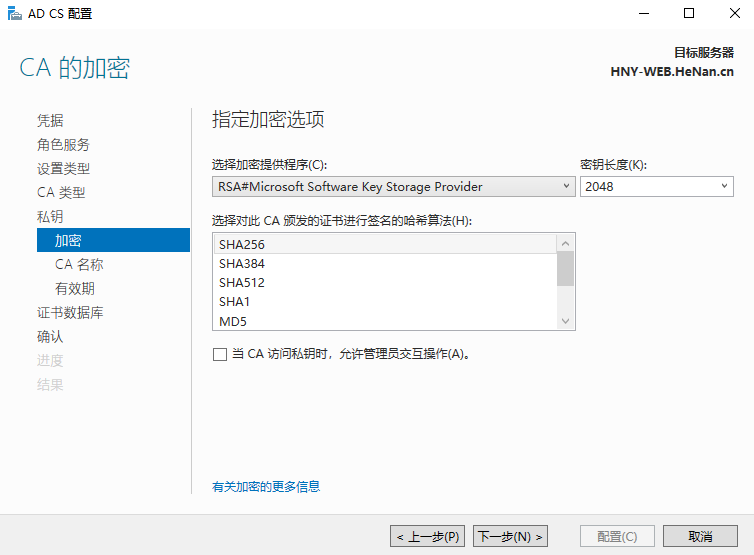 AD CS 配置
CA 的加密
目标服务器
HNY-WEB.HeNan.cn
凭据
角色服务
设置类型
CA 类型
私钥
加密
CA 名称
有效期
证书数据库
确认
进度
结果
指定加密选项
选择加密提供程序(C):
密钥长度(K):
RSA#Microsoft Software Key Storage Provider
2048
选择对此 CA 颁发的证书进行签名的哈希算法(H):
SHA256
SHA384
SHA512
SHA1
MD5
当 CA 访问私钥时，允许管理员交互操作(A)。
有关加密的更多信息
< 上一步(P)
下一步(N) >
配置(C)
取消